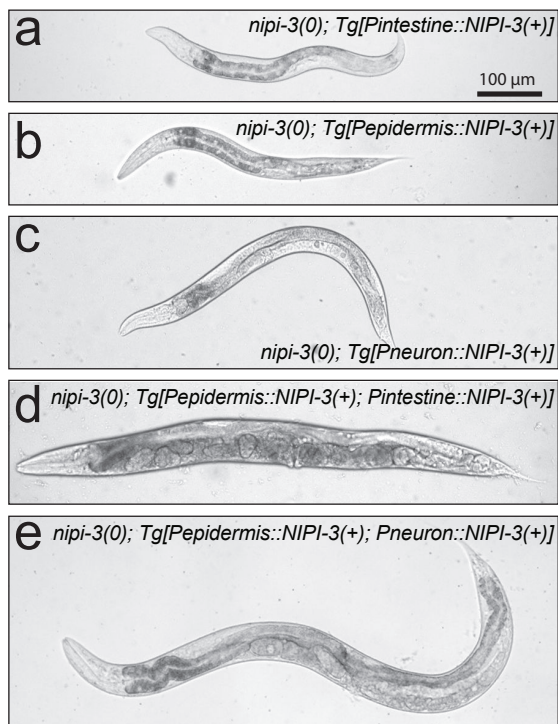 a
nipi-3(0); Tg[Pintestine::NIPI-3(+)]
100 µm
b
nipi-3(0); Tg[Pepidermis::NIPI-3(+)]
c
nipi-3(0); Tg[Pneuron::NIPI-3(+)]
d
nipi-3(0); Tg[Pepidermis::NIPI-3(+); Pintestine::NIPI-3(+)]
e
nipi-3(0); Tg[Pepidermis::NIPI-3(+); Pneuron::NIPI-3(+)]